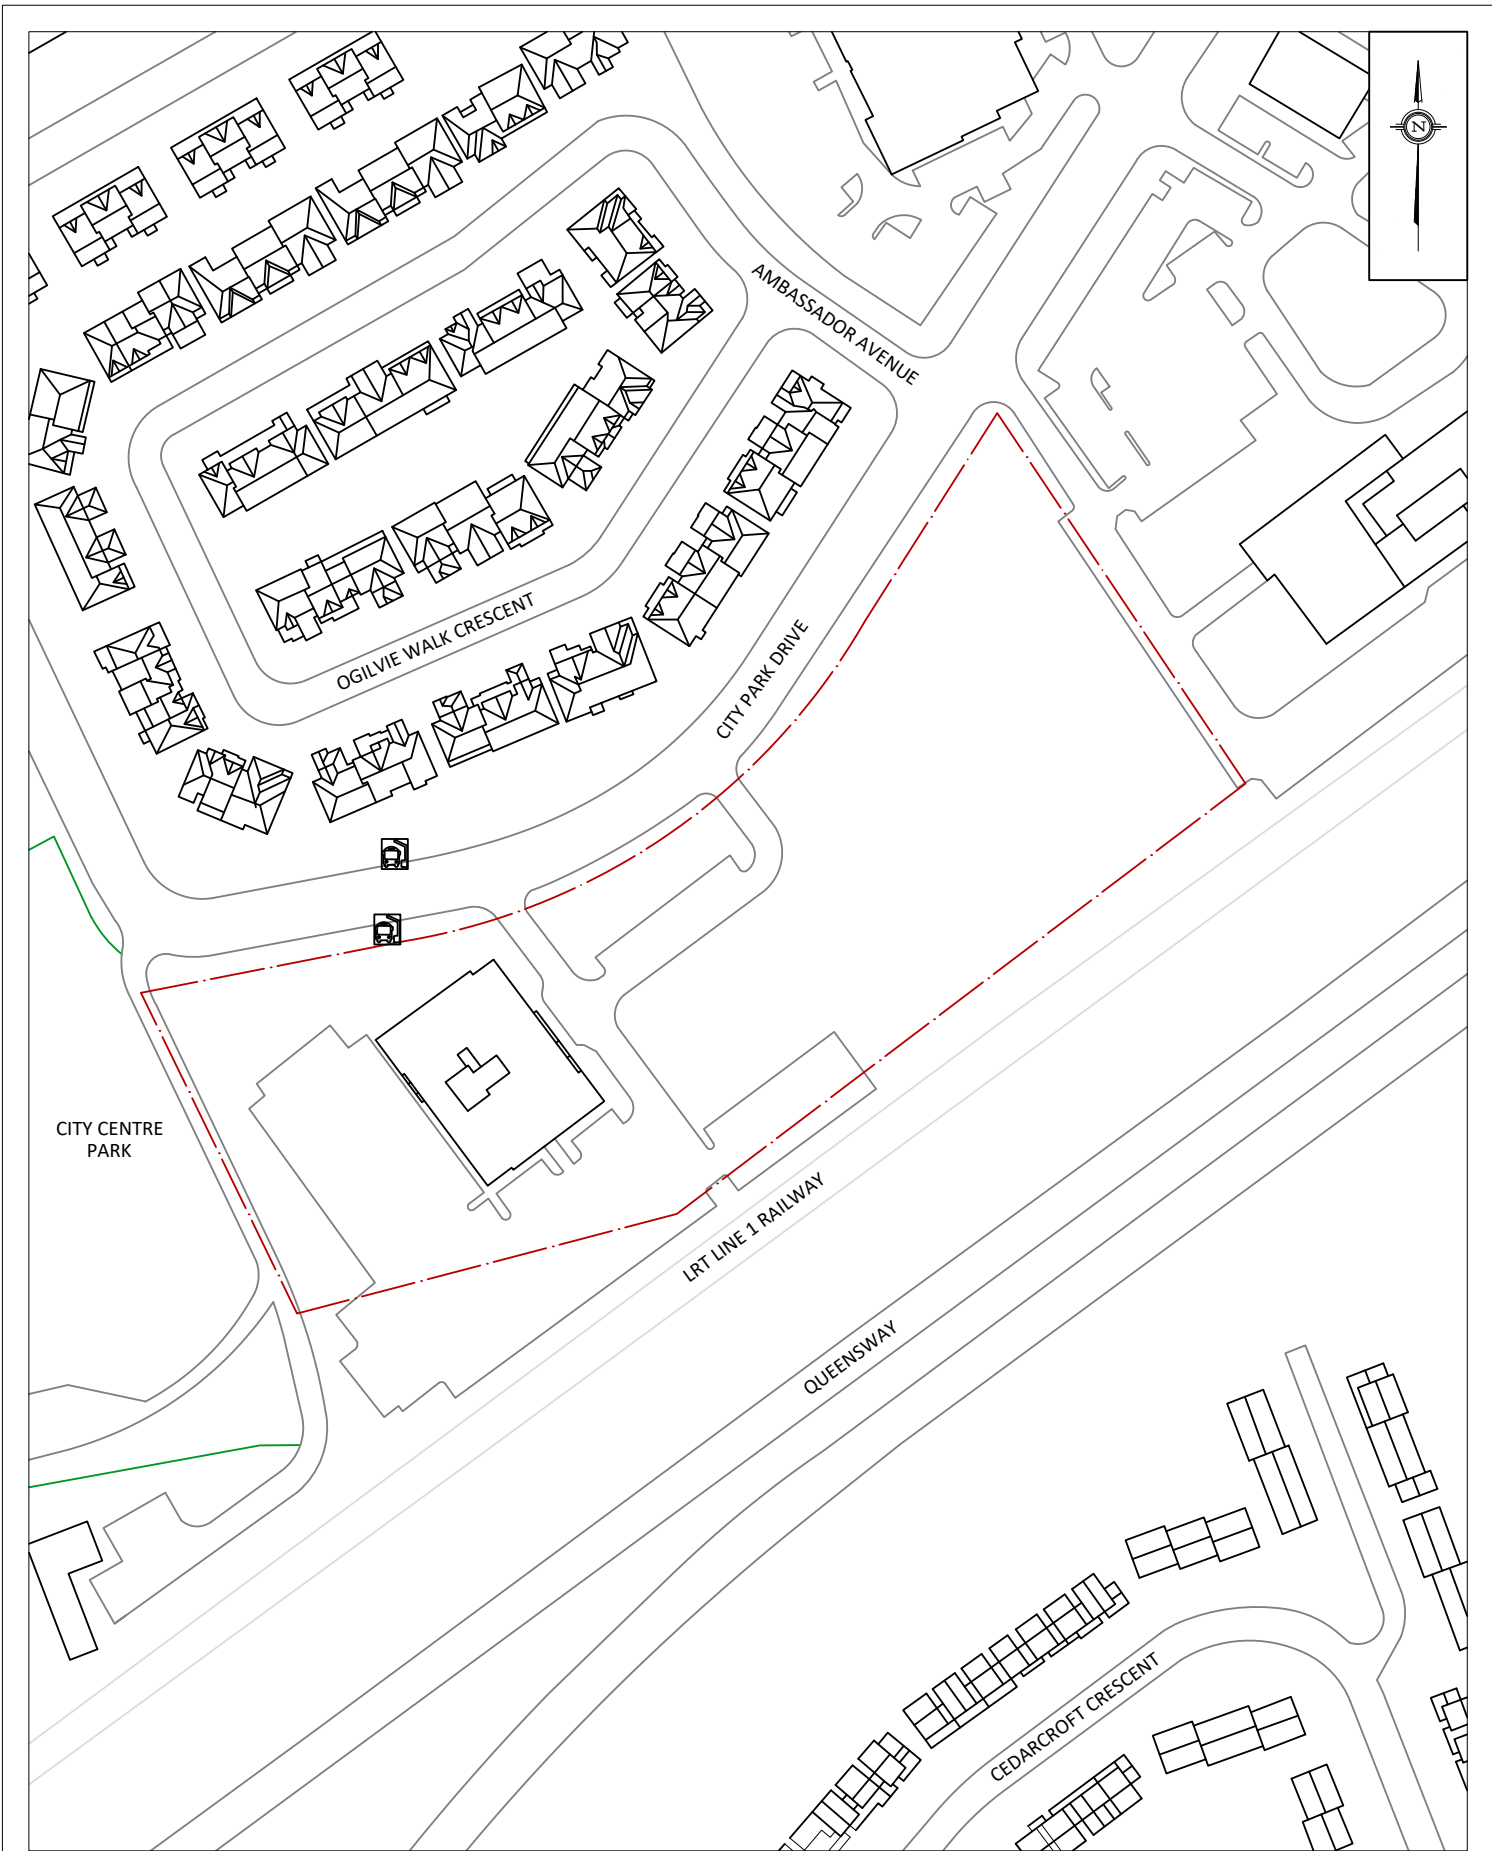 N
AMBASSADOR AVENUE
OGILVIE WALK CRESCENT
CITY PARK DRIVE
CITY CENTRE
PARK
LRT LINE 1 RAILWAY
QUEENSWAY
CEDARCROFT CRESCENT